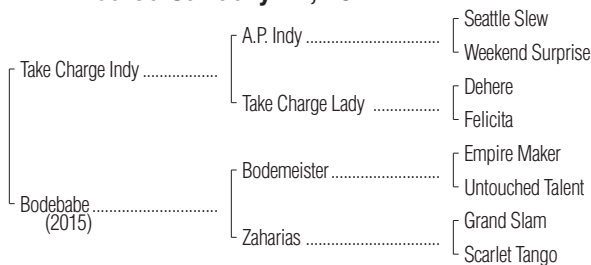 Seattle Slew
A.P. Indy ..........................................
Weekend Surprise
Take Charge Indy .................
Dehere
Take Charge Lady ................
Felicita
Empire Maker
Bodemeister ..................................
Untouched Talent
Bodebabe ................................
(2015)
Grand Slam
Zaharias ..........................................
Scarlet Tango